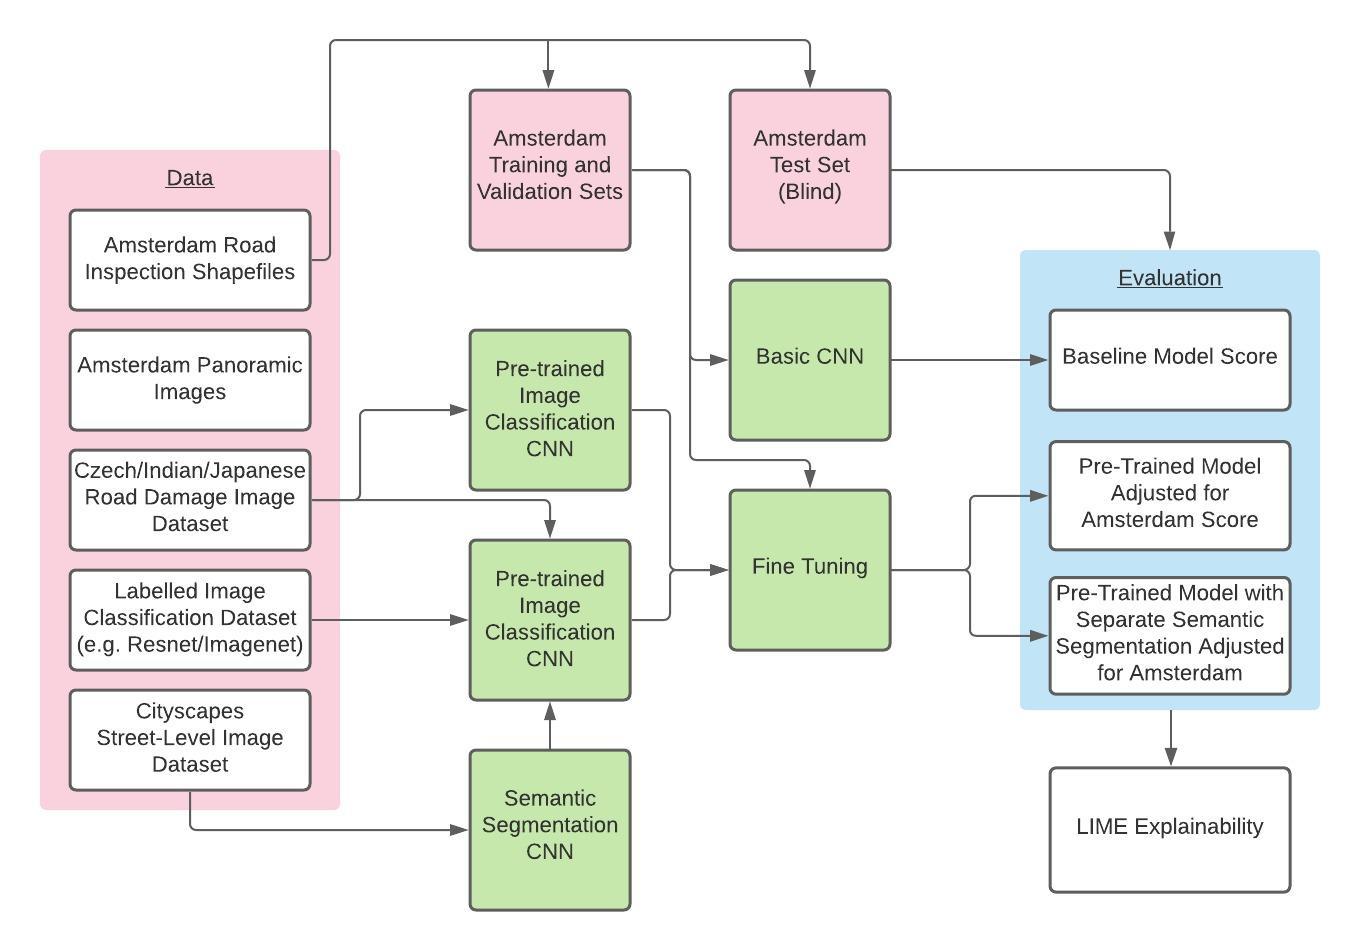 Data
Amsterdam Road
Inspection Shapefiles
Amsterdam Panoramic
Images
Czech/Indian/Japanese
Road Damage Image
Dataset
Labelled Image
Classification Dataset
(e.g. Resnet/Imagenet)
Cityscapes
Street-Level Image
Dataset
Amsterdam
Training and
Validation Sets
Pre-trained
Image
Classification
CNN
Pre-trained
Image
Classification
CNN
Semantic
Segmentation
CNN
Amsterdam
Test Set
(Blind)
Basic CNN
Fine Tuning
Evaluation
Baseline Model Score
Pre-Trained Model
Adjusted for
Amsterdam Score
Pre-Trained Model with
Separate Semantic
Segmentation Adjusted
for Amsterdam
LIME Explainability